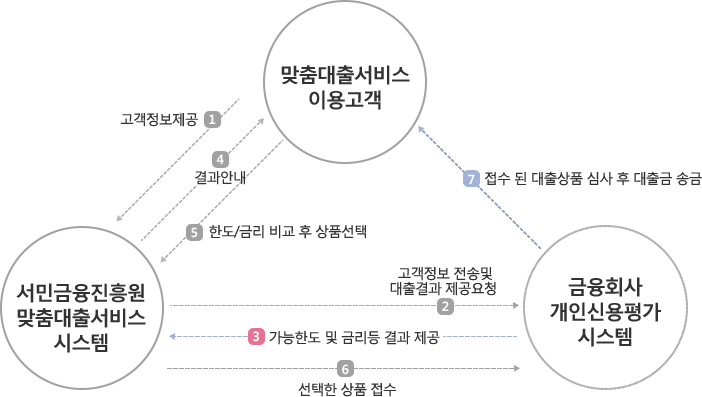 맞춤대출서비스
이용고객
고객정보제공 1
4
결과안내
7 접수 된 대출상품 심사 후 대출금 송금
5 한도/금리 비교 후 상품선택
서민금융진흥원
맞춤대출서비스
시스템
고객정보 전송및
대출결과 제공요청
2
3 가능한도 및 금리등 결과 제공
6
선택한 상품 접수
금융회사
개인신용평가
시스템